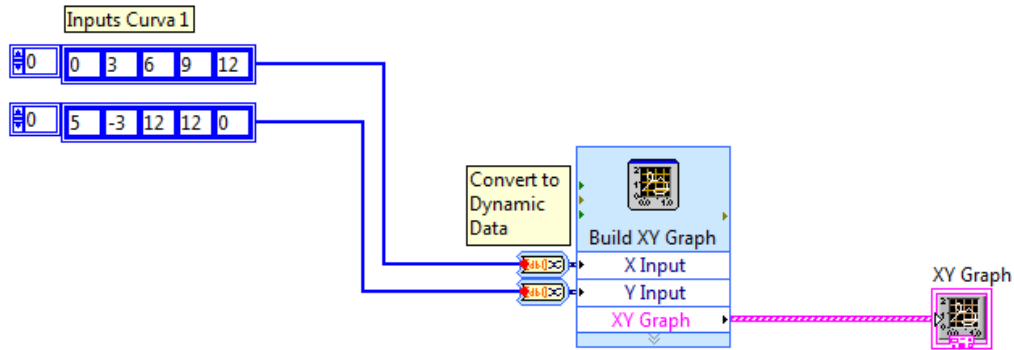 Inputs Curva 1
0 0 3 6 9 12
0 5 -3 12 12 0
Convert to
Dynamic
Data
Build XY Graph
X Input
Y Input
XY Graph
XY Graph